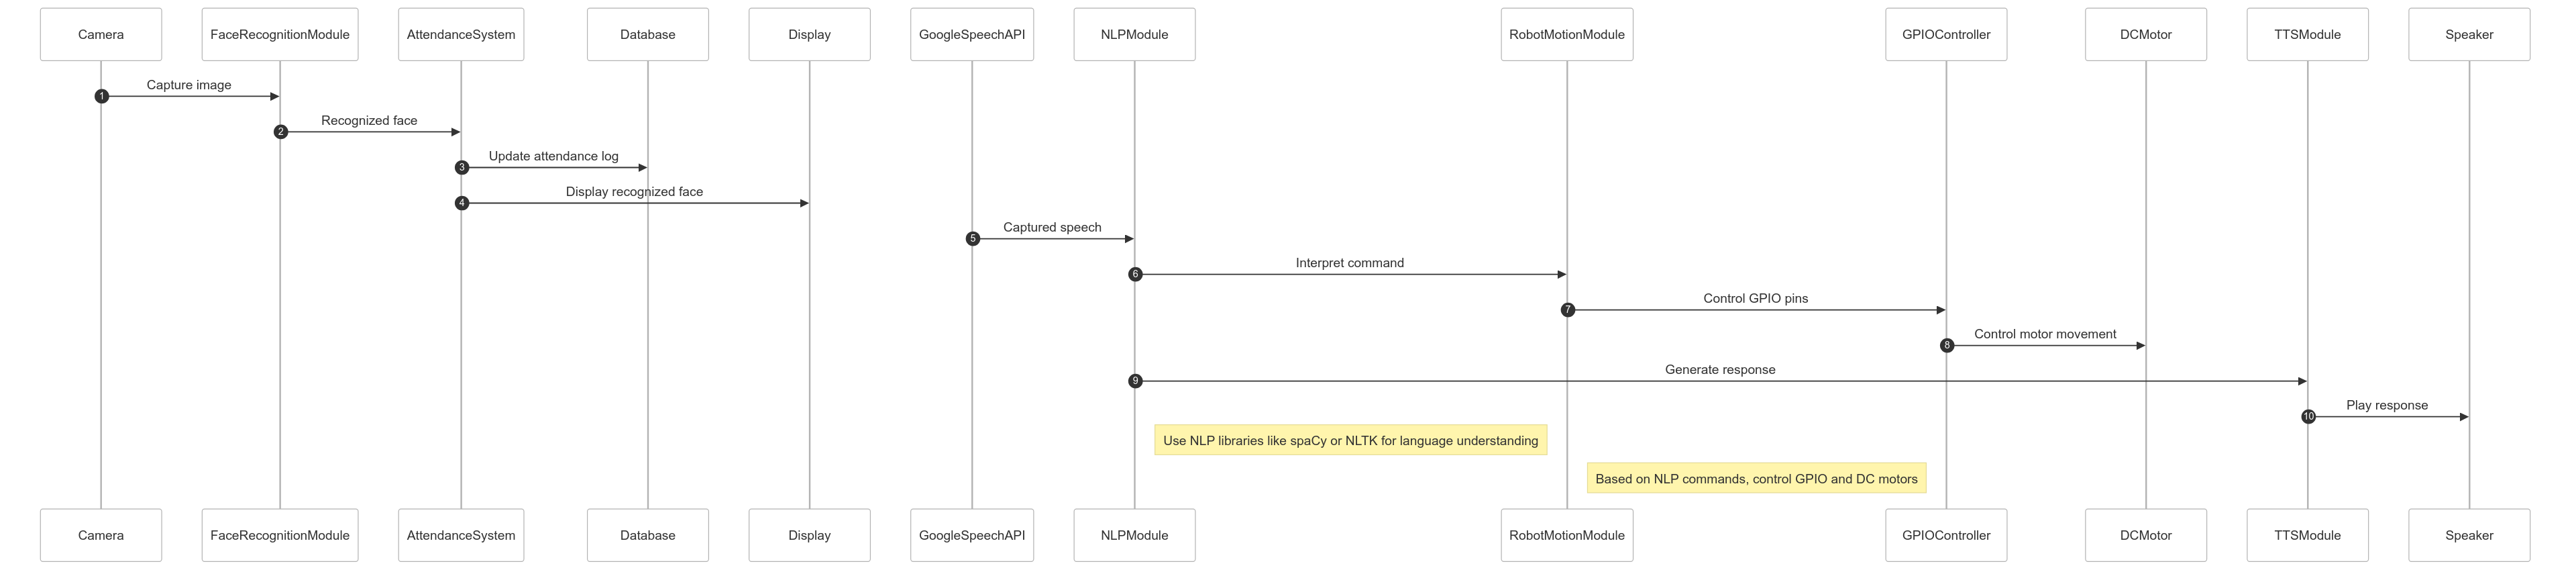 Camera
FaceRecognitionModule
AttendanceSystem
Database
Display
GoogleSpeechAPI
NLPModule
RobotMotionModule
GPIOController
DCMotor
TTSModule
Speaker
1
Capture image
2
Recognized face
3
Update attendance log
4
Display recognized face
5
Captured speech
6
Interpret command
7
Control GPIO pins
8
Control motor movement
9
Generate response
10
Play response
Use NLP libraries like spaCy or NLTK for language understanding
Based on NLP commands, control GPIO and DC motors
Camera
FaceRecognitionModule
AttendanceSystem
Database
Display
GoogleSpeechAPI
NLPModule
RobotMotionModule
GPIOController
DCMotor
TTSModule
Speaker